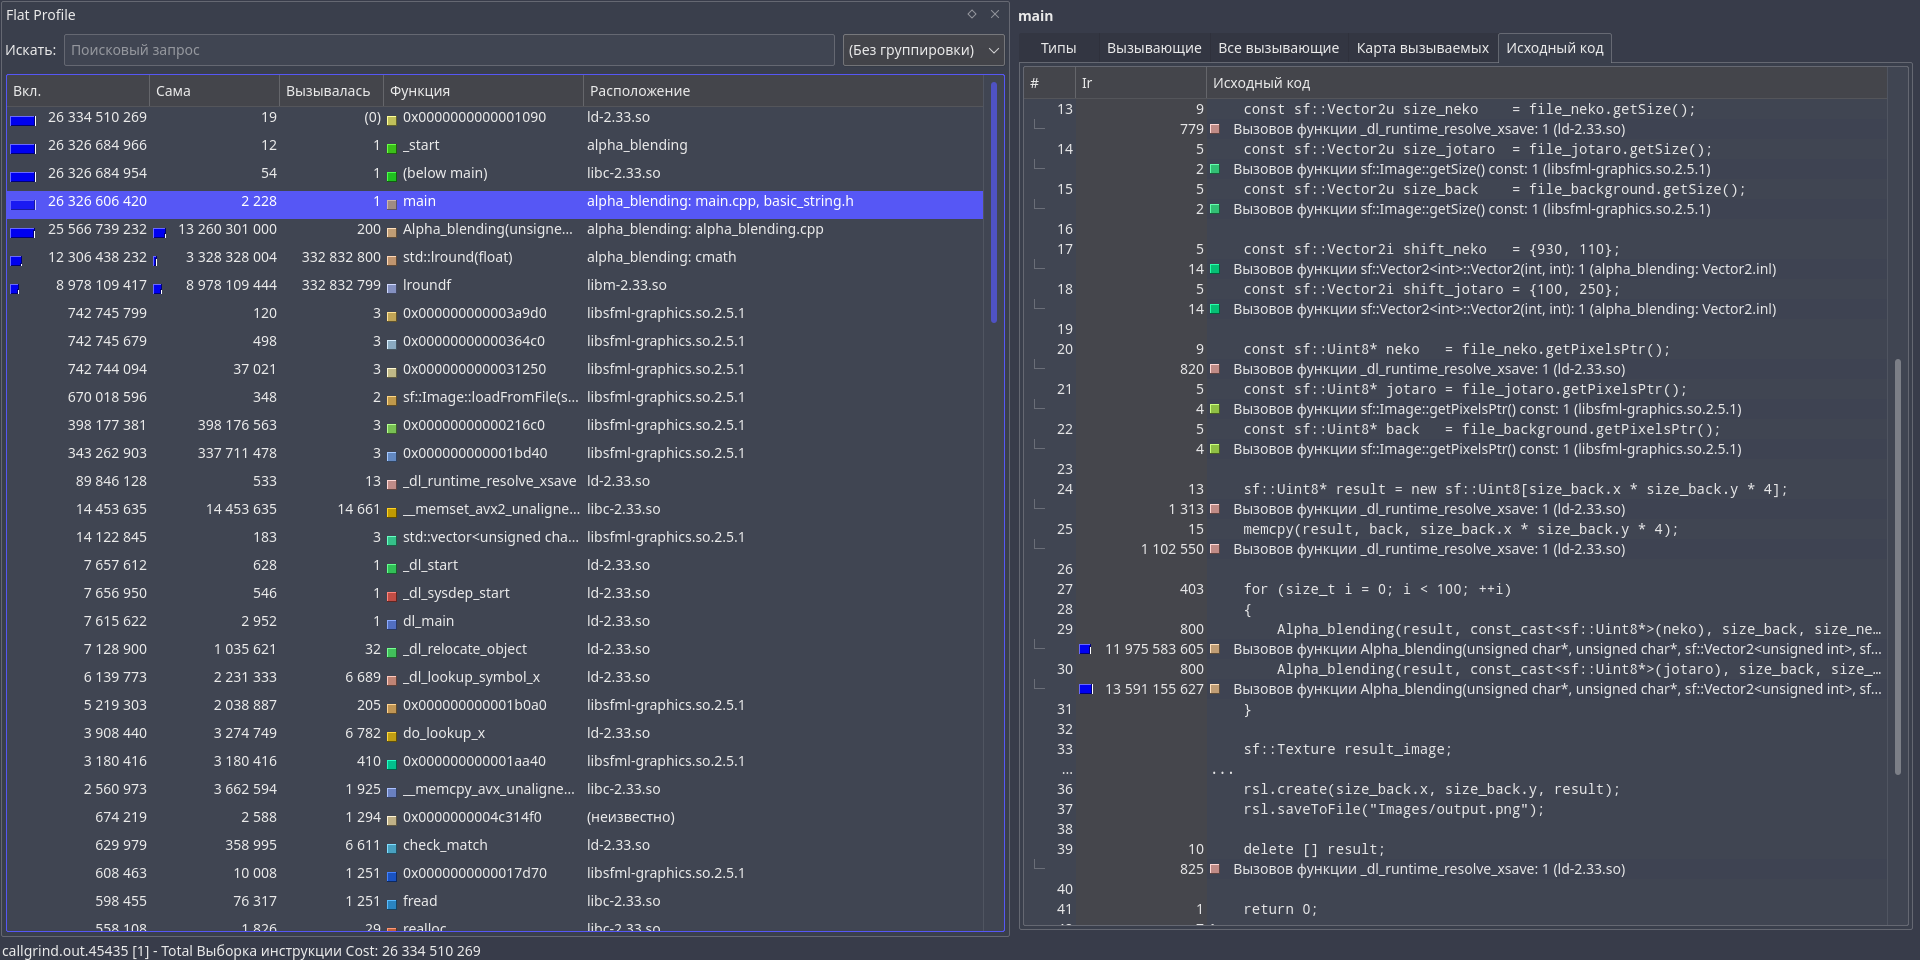 Flat Profile
Искать: Поисковый запрос (Без группировки)
Вкл. Сама Вызывалась Функция Расположение
26 334 510 269 19 (0) 0x0000000000001090 ld-2.33.so
26 326 684 966 12 1 _start alpha_blending
26 326 684 954 54 1 (below main) libc-2.33.so
26 326 606 420 2 228 1 main alpha_blending: main.cpp, basic_string.h
25 566 739 232 13 260 301 000 200 Alpha_blending(unsigne... alpha_blending: alpha_blending.cpp
12 306 438 232 3 328 328 004 332 832 800 std::lround(float) alpha_blending: cmath
8 978 109 417 8 978 109 444 332 832 799 lroundf libm-2.33.so
742 745 799 120 3 0x000000000003a9d0 libsfml-graphics.so.2.5.1
742 745 679 498 3 0x00000000000364c0 libsfml-graphics.so.2.5.1
742 744 094 37 021 3 0x0000000000031250 libsfml-graphics.so.2.5.1
670 018 596 348 2 sf::Image::loadFromFile(s... libsfml-graphics.so.2.5.1
398 177 381 398 176 563 3 0x00000000000216c0 libsfml-graphics.so.2.5.1
343 262 903 337 711 478 3 0x000000000001bd40 libsfml-graphics.so.2.5.1
89 846 128 533 13 _dl_runtime_resolve_xsave ld-2.33.so
14 453 635 14 453 635 14 661 __memset_avx2_unaligne... libc-2.33.so
14 122 845 183 3 std::vector<unsigned cha... libsfml-graphics.so.2.5.1
7 657 612 628 1 _dl_start ld-2.33.so
7 656 950 546 1 _dl_sysdep_start ld-2.33.so
7 615 622 2 952 1 dl_main ld-2.33.so
7 128 900 1 035 621 32 _dl_relocate_object ld-2.33.so
6 139 773 2 231 333 6 689 _dl_lookup_symbol_x ld-2.33.so
5 219 303 2 038 887 205 0x000000000001b0a0 libsfml-graphics.so.2.5.1
3 908 440 3 274 749 6 782 do_lookup_x ld-2.33.so
3 180 416 3 180 416 410 0x000000000001aa40 libsfml-graphics.so.2.5.1
2 560 973 3 662 594 1 925 __memcpy_avx_unaligne... libc-2.33.so
674 219 2 588 1 294 0x0000000004c314f0 (неизвестно)
629 979 358 995 6 611 check_match ld-2.33.so
608 463 10 008 1 251 0x0000000000017d70 libsfml-graphics.so.2.5.1
598 455 76 317 1 251 fread libc-2.33.so
558 108 1 826 29 realloc libc-2.33.so
main
Типы Вызывающие Все вызывающие Карта вызываемых Исходный код
# Ir Исходный код
13 9 const sf::Vector2u size_neko = file_neko.getSize();
779 Вызовов функции _dl_runtime_resolve_xsave: 1 (ld-2.33.so)
14 5 const sf::Vector2u size_jotaro = file_jotaro.getSize();
2 Вызовов функции sf::Image::getSize() const: 1 (libsfml-graphics.so.2.5.1)
15 5 const sf::Vector2u size_back = file_background.getSize();
2 Вызовов функции sf::Image::getSize() const: 1 (libsfml-graphics.so.2.5.1)
16
17 5 const sf::Vector2i shift_neko = {930, 110};
14 Вызовов функции sf::Vector2<int>::Vector2(int, int): 1 (alpha_blending: Vector2.inl)
18 5 const sf::Vector2i shift_jotaro = {100, 250};
14 Вызовов функции sf::Vector2<int>::Vector2(int, int): 1 (alpha_blending: Vector2.inl)
19
20 9 const sf::Uint8* neko = file_neko.getPixelsPtr();
820 Вызовов функции _dl_runtime_resolve_xsave: 1 (ld-2.33.so)
21 5 const sf::Uint8* jotaro = file_jotaro.getPixelsPtr();
4 Вызовов функции sf::Image::getPixelsPtr() const: 1 (libsfml-graphics.so.2.5.1)
22 5 const sf::Uint8* back = file_background.getPixelsPtr();
4 Вызовов функции sf::Image::getPixelsPtr() const: 1 (libsfml-graphics.so.2.5.1)
23
24 13 sf::Uint8* result = new sf::Uint8[size_back.x * size_back.y * 4];
1 313 Вызовов функции _dl_runtime_resolve_xsave: 1 (ld-2.33.so)
25 15 memcpy(result, back, size_back.x * size_back.y * 4);
1 102 550 Вызовов функции _dl_runtime_resolve_xsave: 1 (ld-2.33.so)
26
27 403 for (size_t i = 0; i < 100; ++i)
28 {
29 800 Alpha_blending(result, const_cast<sf::Uint8*>(neko), size_back, size_ne…
11 975 583 605 Вызовов функции Alpha_blending(unsigned char*, unsigned char*, sf::Vector2<unsigned int>, sf...
30 800 Alpha_blending(result, const_cast<sf::Uint8*>(jotaro), size_back, size_…
13 591 155 627 Вызовов функции Alpha_blending(unsigned char*, unsigned char*, sf::Vector2<unsigned int>, sf...
31 }
32
33 sf::Texture result_image;
... ...
36 rsl.create(size_back.x, size_back.y, result);
37 rsl.saveToFile("Images/output.png");
38
39 10 delete [] result;
825 Вызовов функции _dl_runtime_resolve_xsave: 1 (ld-2.33.so)
40
41 1 return 0;
callgrind.out.45435 [1] - Total Выборка инструкции Cost: 26 334 510 269